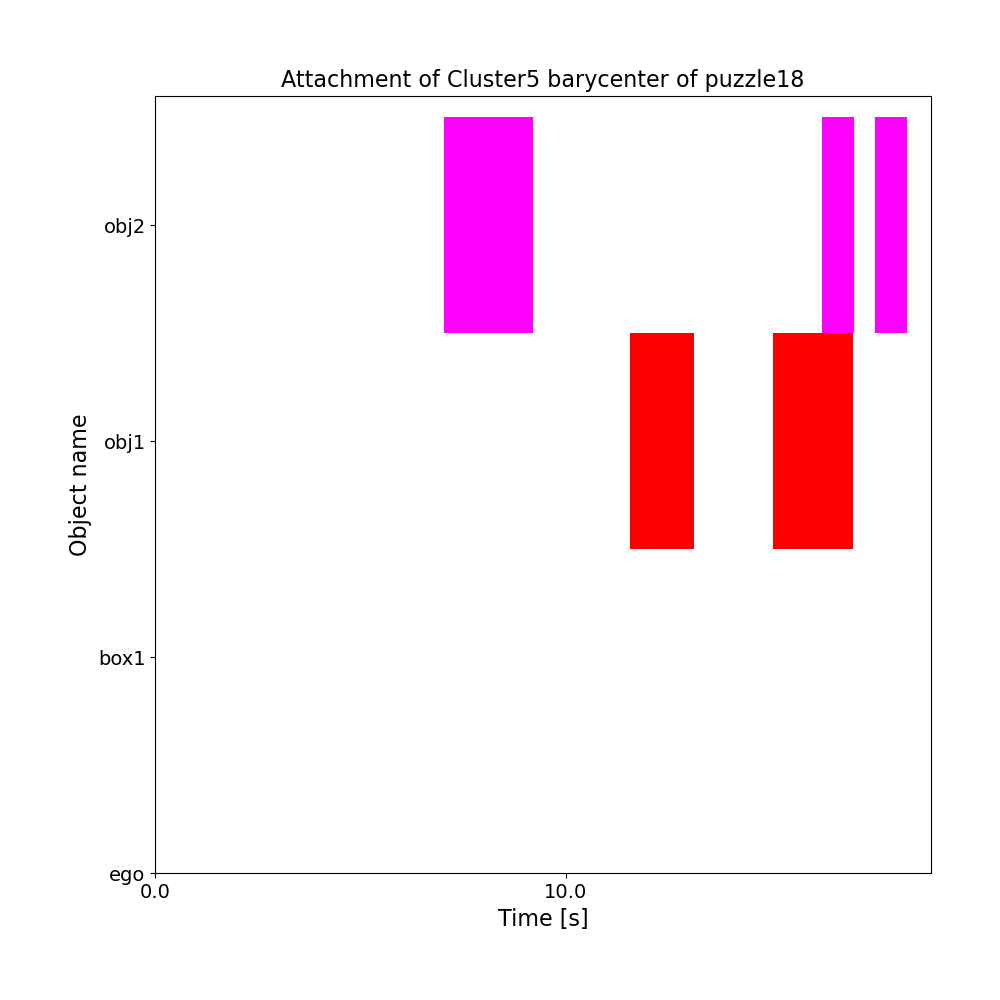 Attachment of Cluster5 barycenter of puzzle18
obj2
obj1
box1
ego
Object name
0.0
10.0
Time [s]